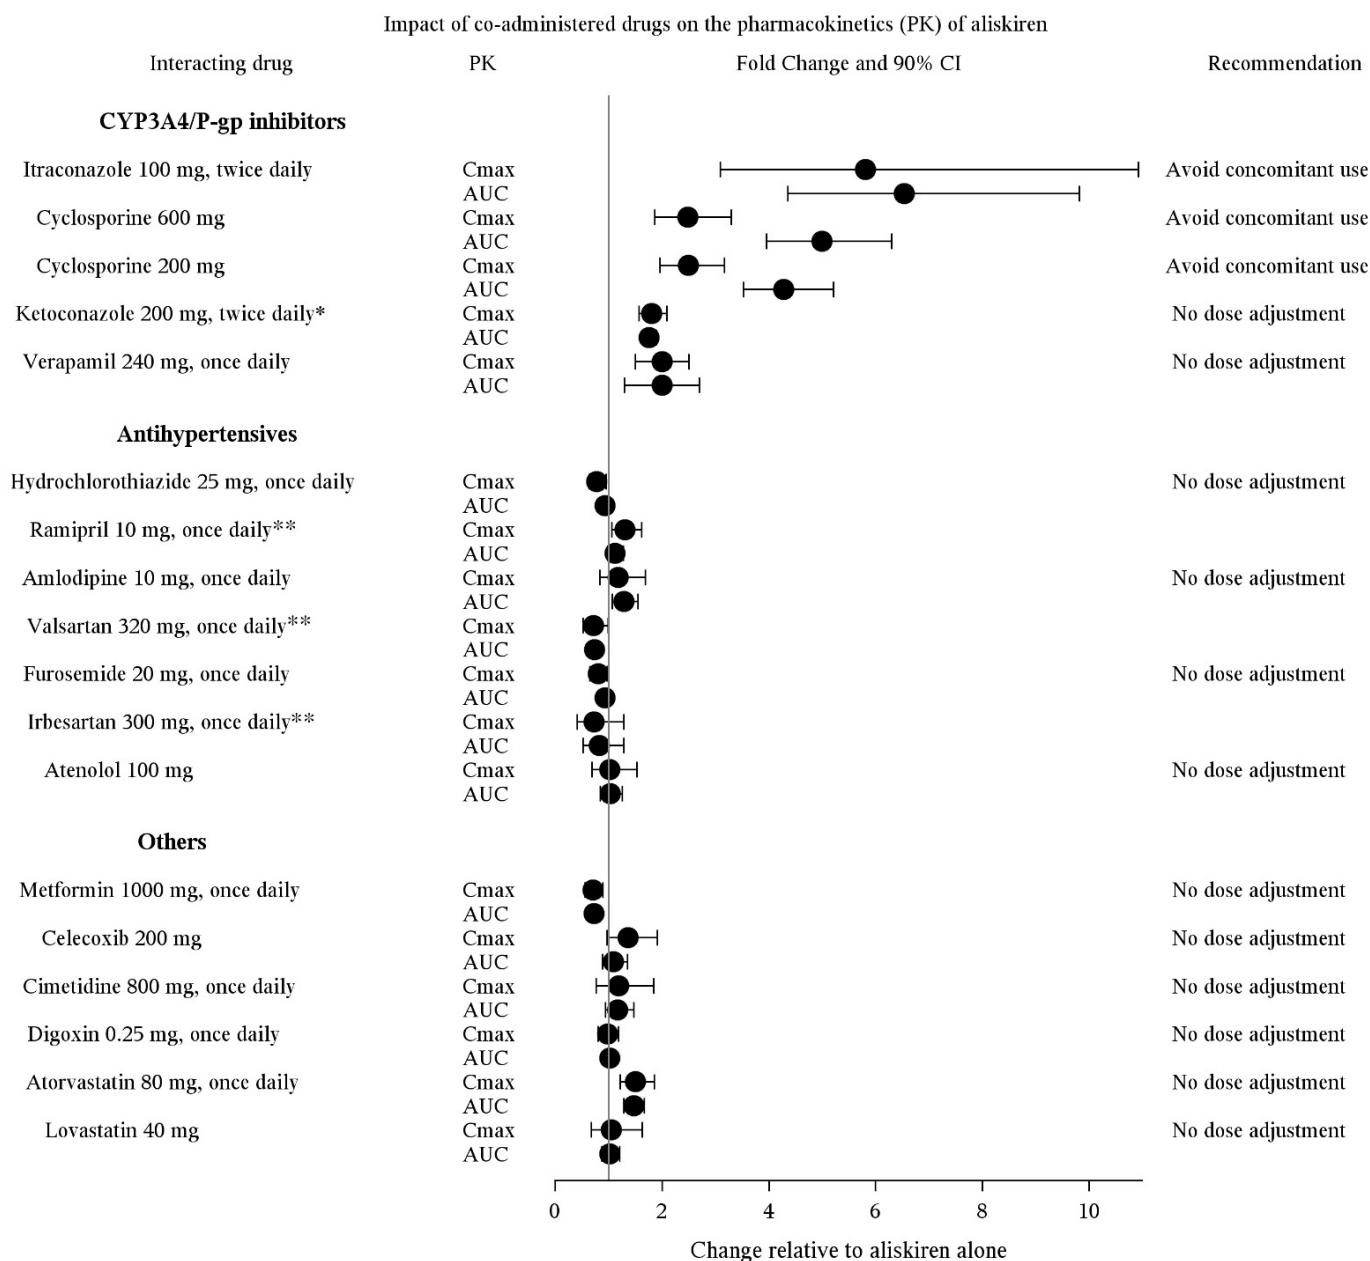 Impact of co-administered drugs on the pharmacokinetics (PK) of aliskiren
Interacting drug PK Fold Change and 90% CI Recommendation
CYP3A4/P-gp inhibitors
Itraconazole 100 mg, twice daily Cmax Avoid concomitant use
AUC
Cyclosporine 600 mg Cmax Avoid concomitant use
AUC
Cyclosporine 200 mg Cmax Avoid concomitant use
AUC
Ketoconazole 200 mg, twice daily* Cmax No dose adjustment
AUC
Verapamil 240 mg, once daily Cmax No dose adjustment
AUC
Antihypertensives
Hydrochlorothiazide 25 mg, once daily Cmax No dose adjustment
AUC
Ramipril 10 mg, once daily** Cmax
AUC
Amlodipine 10 mg, once daily Cmax No dose adjustment
AUC
Valsartan 320 mg, once daily** Cmax
AUC
Furosemide 20 mg, once daily Cmax No dose adjustment
AUC
Irbesartan 300 mg, once daily** Cmax
AUC
Atenolol 100 mg Cmax No dose adjustment
AUC
Others
Metformin 1000 mg, once daily Cmax No dose adjustment
AUC
Celecoxib 200 mg Cmax No dose adjustment
AUC
Cimetidine 800 mg, once daily Cmax No dose adjustment
AUC
Digoxin 0.25 mg, once daily Cmax No dose adjustment
AUC
Atorvastatin 80 mg, once daily Cmax No dose adjustment
AUC
Lovastatin 40 mg Cmax No dose adjustment
AUC
0 2 4 6 8 10
Change relative to aliskiren alone